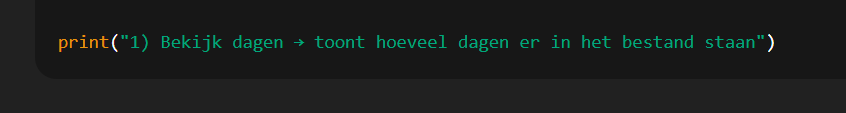 print("1) Bekijk dagen → toont hoeveel dagen er in het bestand staan")